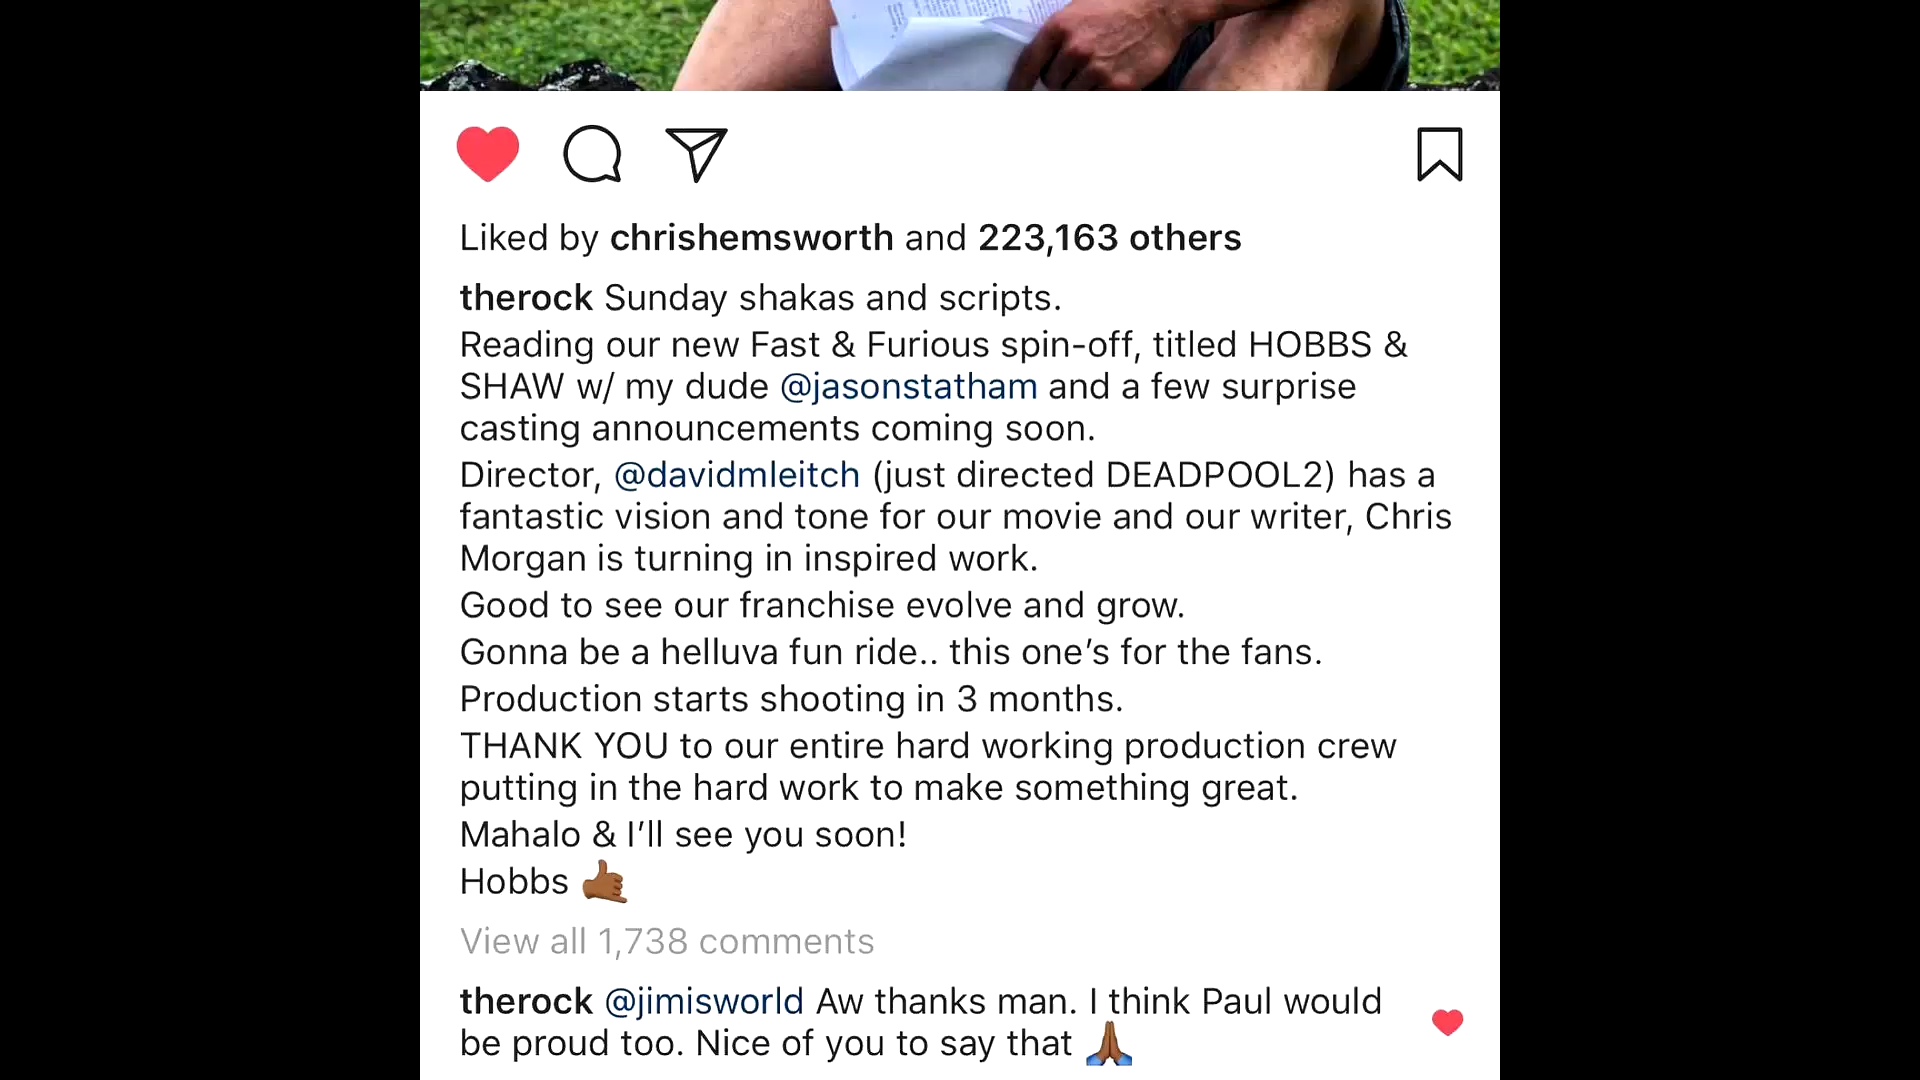 Liked by chrishemsworth and 223,163 others
therock Sunday shakas and scripts.
Reading our new Fast & Furious spin-off, titled HOBBS &
SHAW w/ my dude @jasonstatham and a few surprise
casting announcements coming soon.
Director, @davidmleitch (just directed DEADPOOL2) has a
fantastic vision and tone for our movie and our writer, Chris
Morgan is turning in inspired work.
Good to see our franchise evolve and grow.
Gonna be a helluva fun ride.. this one’s for the fans.
Production starts shooting in 3 months.
THANK YOU to our entire hard working production crew
putting in the hard work to make something great.
Mahalo & I’ll see you soon!
Hobbs 🤙🏾
View all 1,738 comments
therock @jimisworld Aw thanks man. I think Paul would
be proud too. Nice of you to say that 🙏🏾